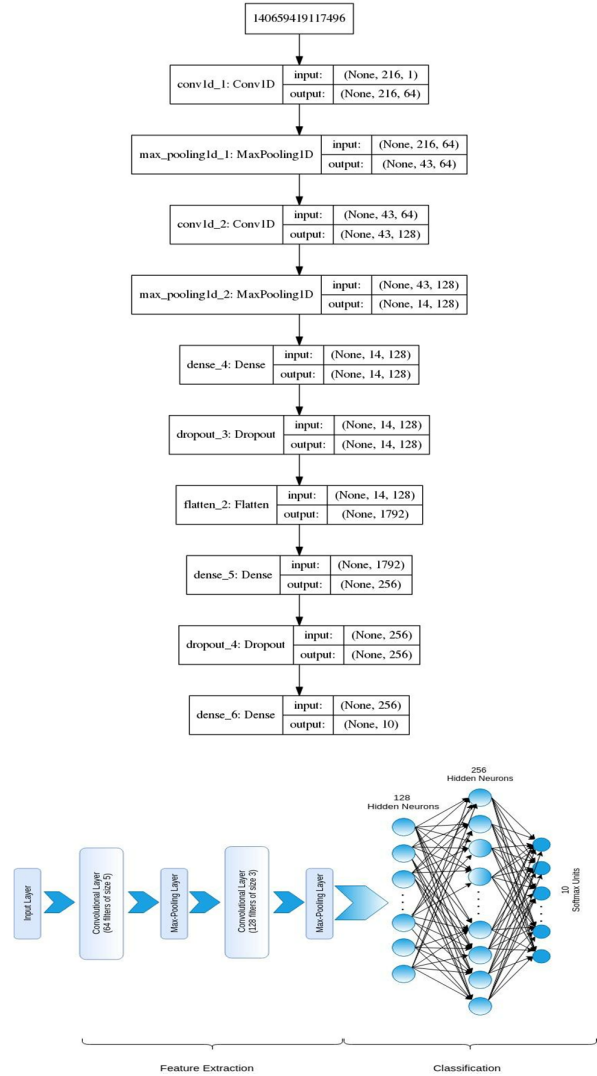 140659419117496
conv1d_1: Conv1D
input: (None, 216, 1)
output: (None, 216, 64)
max_pooling1d_1: MaxPooling1D
input: (None, 216, 64)
output: (None, 43, 64)
conv1d_2: Conv1D
input: (None, 43, 64)
output: (None, 43, 128)
max_pooling1d_2: MaxPooling1D
input: (None, 43, 128)
output: (None, 14, 128)
dense_4: Dense
input: (None, 14, 128)
output: (None, 14, 128)
dropout_3: Dropout
input: (None, 14, 128)
output: (None, 14, 128)
flatten_2: Flatten
input: (None, 14, 128)
output: (None, 1792)
dense_5: Dense
input: (None, 1792)
output: (None, 256)
dropout_4: Dropout
input: (None, 256)
output: (None, 256)
dense_6: Dense
input: (None, 256)
output: (None, 10)
Input Layer
Convolutional Layer
(64 filters of size 5)
Max-Pooling Layer
Convolutional Layer
(128 filters of size 3)
Max-Pooling Layer
128
Hidden Neurons
256
Hidden Neurons
10
Softmax Units
Feature Extraction
Classification